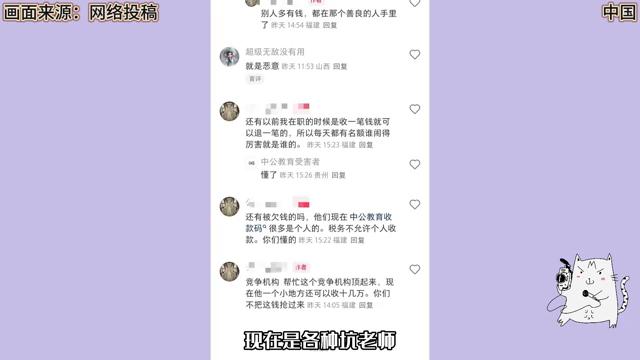 画面来源：网络投稿
中国
作者
别人多有钱，都在那个善良的人手里
了 昨天 14:54 福建 回复
超级无敌没有用
就是恶意 昨天 11:53 山西 回复
首评
还有以前我在职的时候是收一笔钱就可
以退一笔的，所以每天都有名额谁闹得
厉害就是谁的。 昨天 15:23 福建 回复
中公教育受害者
懂了 昨天 15:26 贵州 回复
还有被欠钱的吗，他们现在 中公教育收
款码 很多是个人的。税务不允许个人收
款。你们懂的 昨天 15:22 福建 回复
作者
竞争机构 帮忙这个竞争机构顶起来，现
在他一个小地方还可以收十几万。你们
不把这钱抢过来 昨天 14:05 福建 回复
现在是各种坑老师